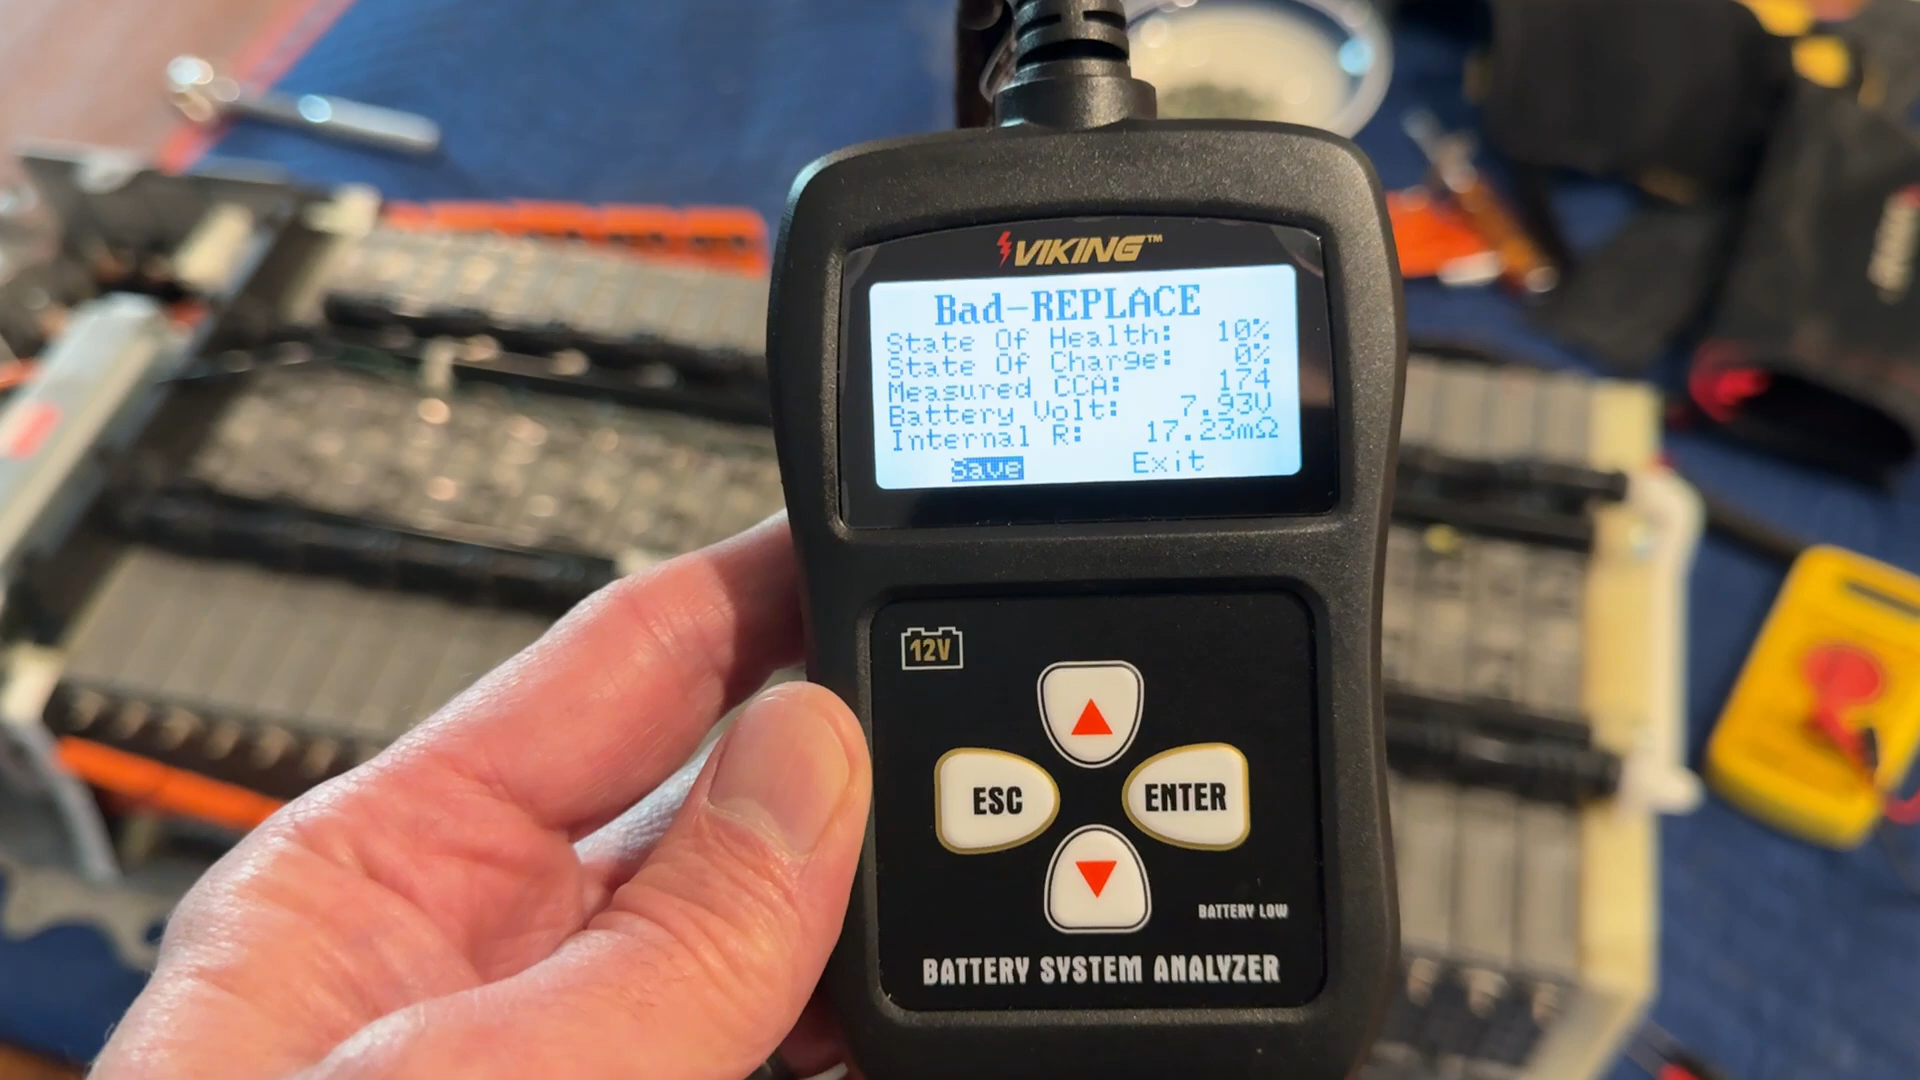 VIKING™
Bad-REPLACE
State Of Health: 10%
State Of Charge: 0%
Measured CCA: 174
Battery Volt: 7.93V
Internal R: 17.23mΩ
Save Exit
12V
ESC ENTER
BATTERY LOW
BATTERY SYSTEM ANALYZER